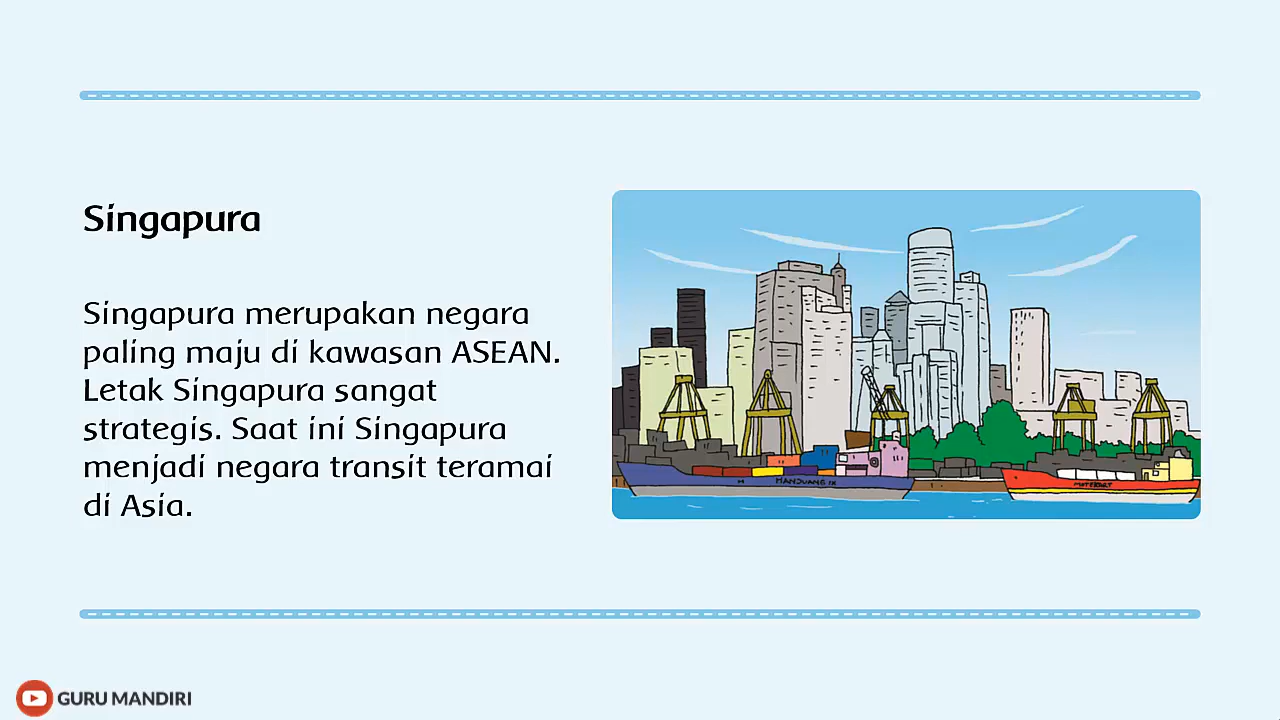 Singapura
Singapura merupakan negara
paling maju di kawasan ASEAN.
Letak Singapura sangat
strategis. Saat ini Singapura
menjadi negara transit teramai
di Asia.
GURU MANDIRI